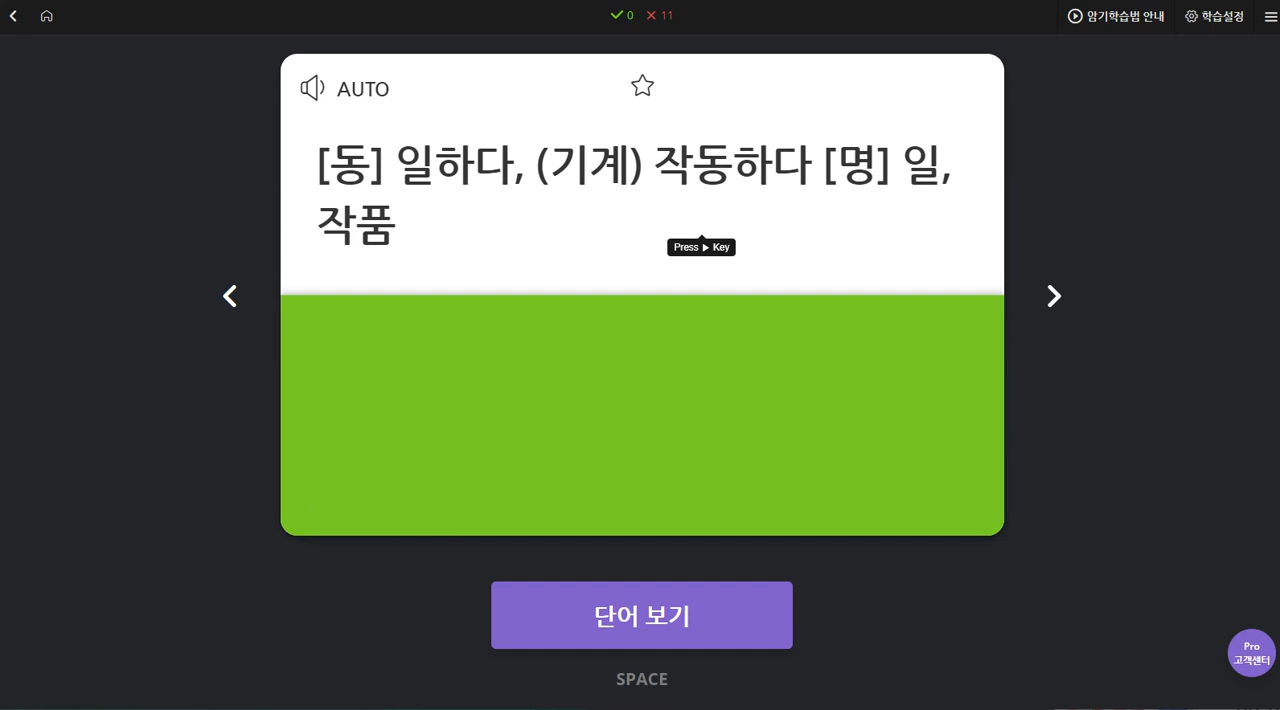 0 11 암기학습법 안내 학습설정
AUTO
[동] 일하다, (기계) 작동하다 [명] 일,
작품
Press ▶ Key
단어 보기
SPACE
Pro
고객센터